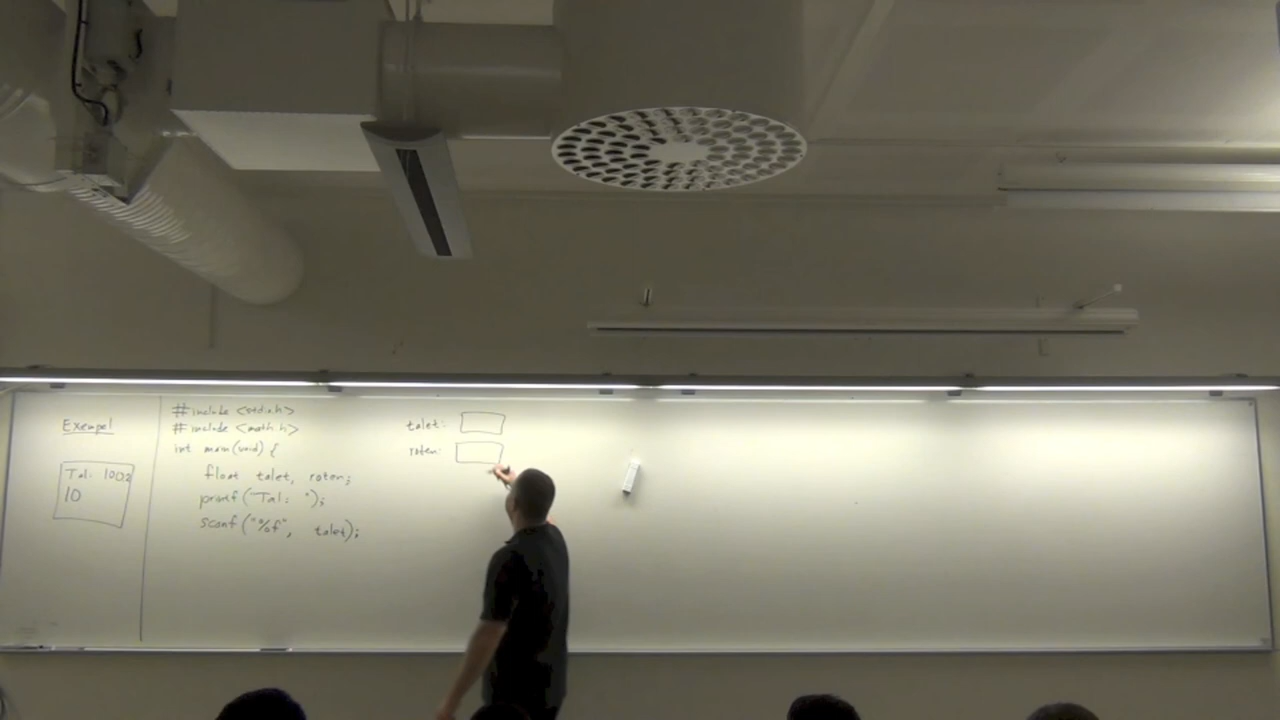 Exempel
Tal: 100
10
#include <stdio.h>
#include <math.h>
int main(void) {
float talet, roten;
printf("Tal: ");
scanf("%f", talet);
talet:
roten: